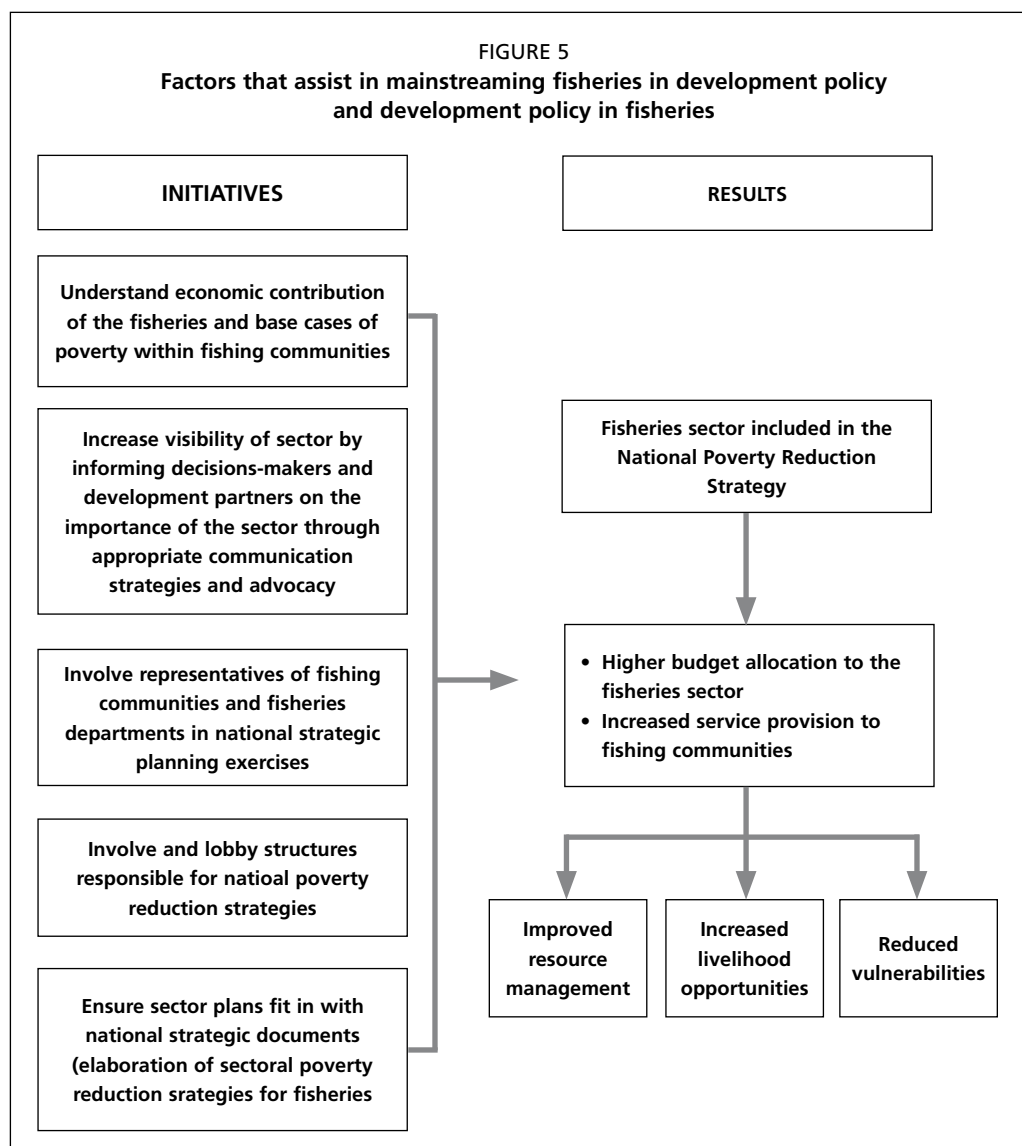 FIGURE 5
Factors that assist in mainstreaming fisheries in development policy
and development policy in fisheries
INITIATIVES
RESULTS
Understand economic contribution
of the fisheries and base cases of
poverty within fishing communities
Increase visibility of sector by
informing decisions-makers and
development partners on the
importance of the sector through
appropriate communication
strategies and advocacy
Involve representatives of fishing
communities and fisheries
departments in national strategic
planning exercises
Involve and lobby structures
responsible for natioal poverty
reduction strategies
Ensure sector plans fit in with
national strategic documents
(elaboration of sectoral poverty
reduction srategies for fisheries
Fisheries sector included in the
National Poverty Reduction
Strategy
• Higher budget allocation to the
fisheries sector
• Increased service provision to
fishing communities
Improved
resource
management
Increased
livelihood
opportunities
Reduced
vulnerabilities